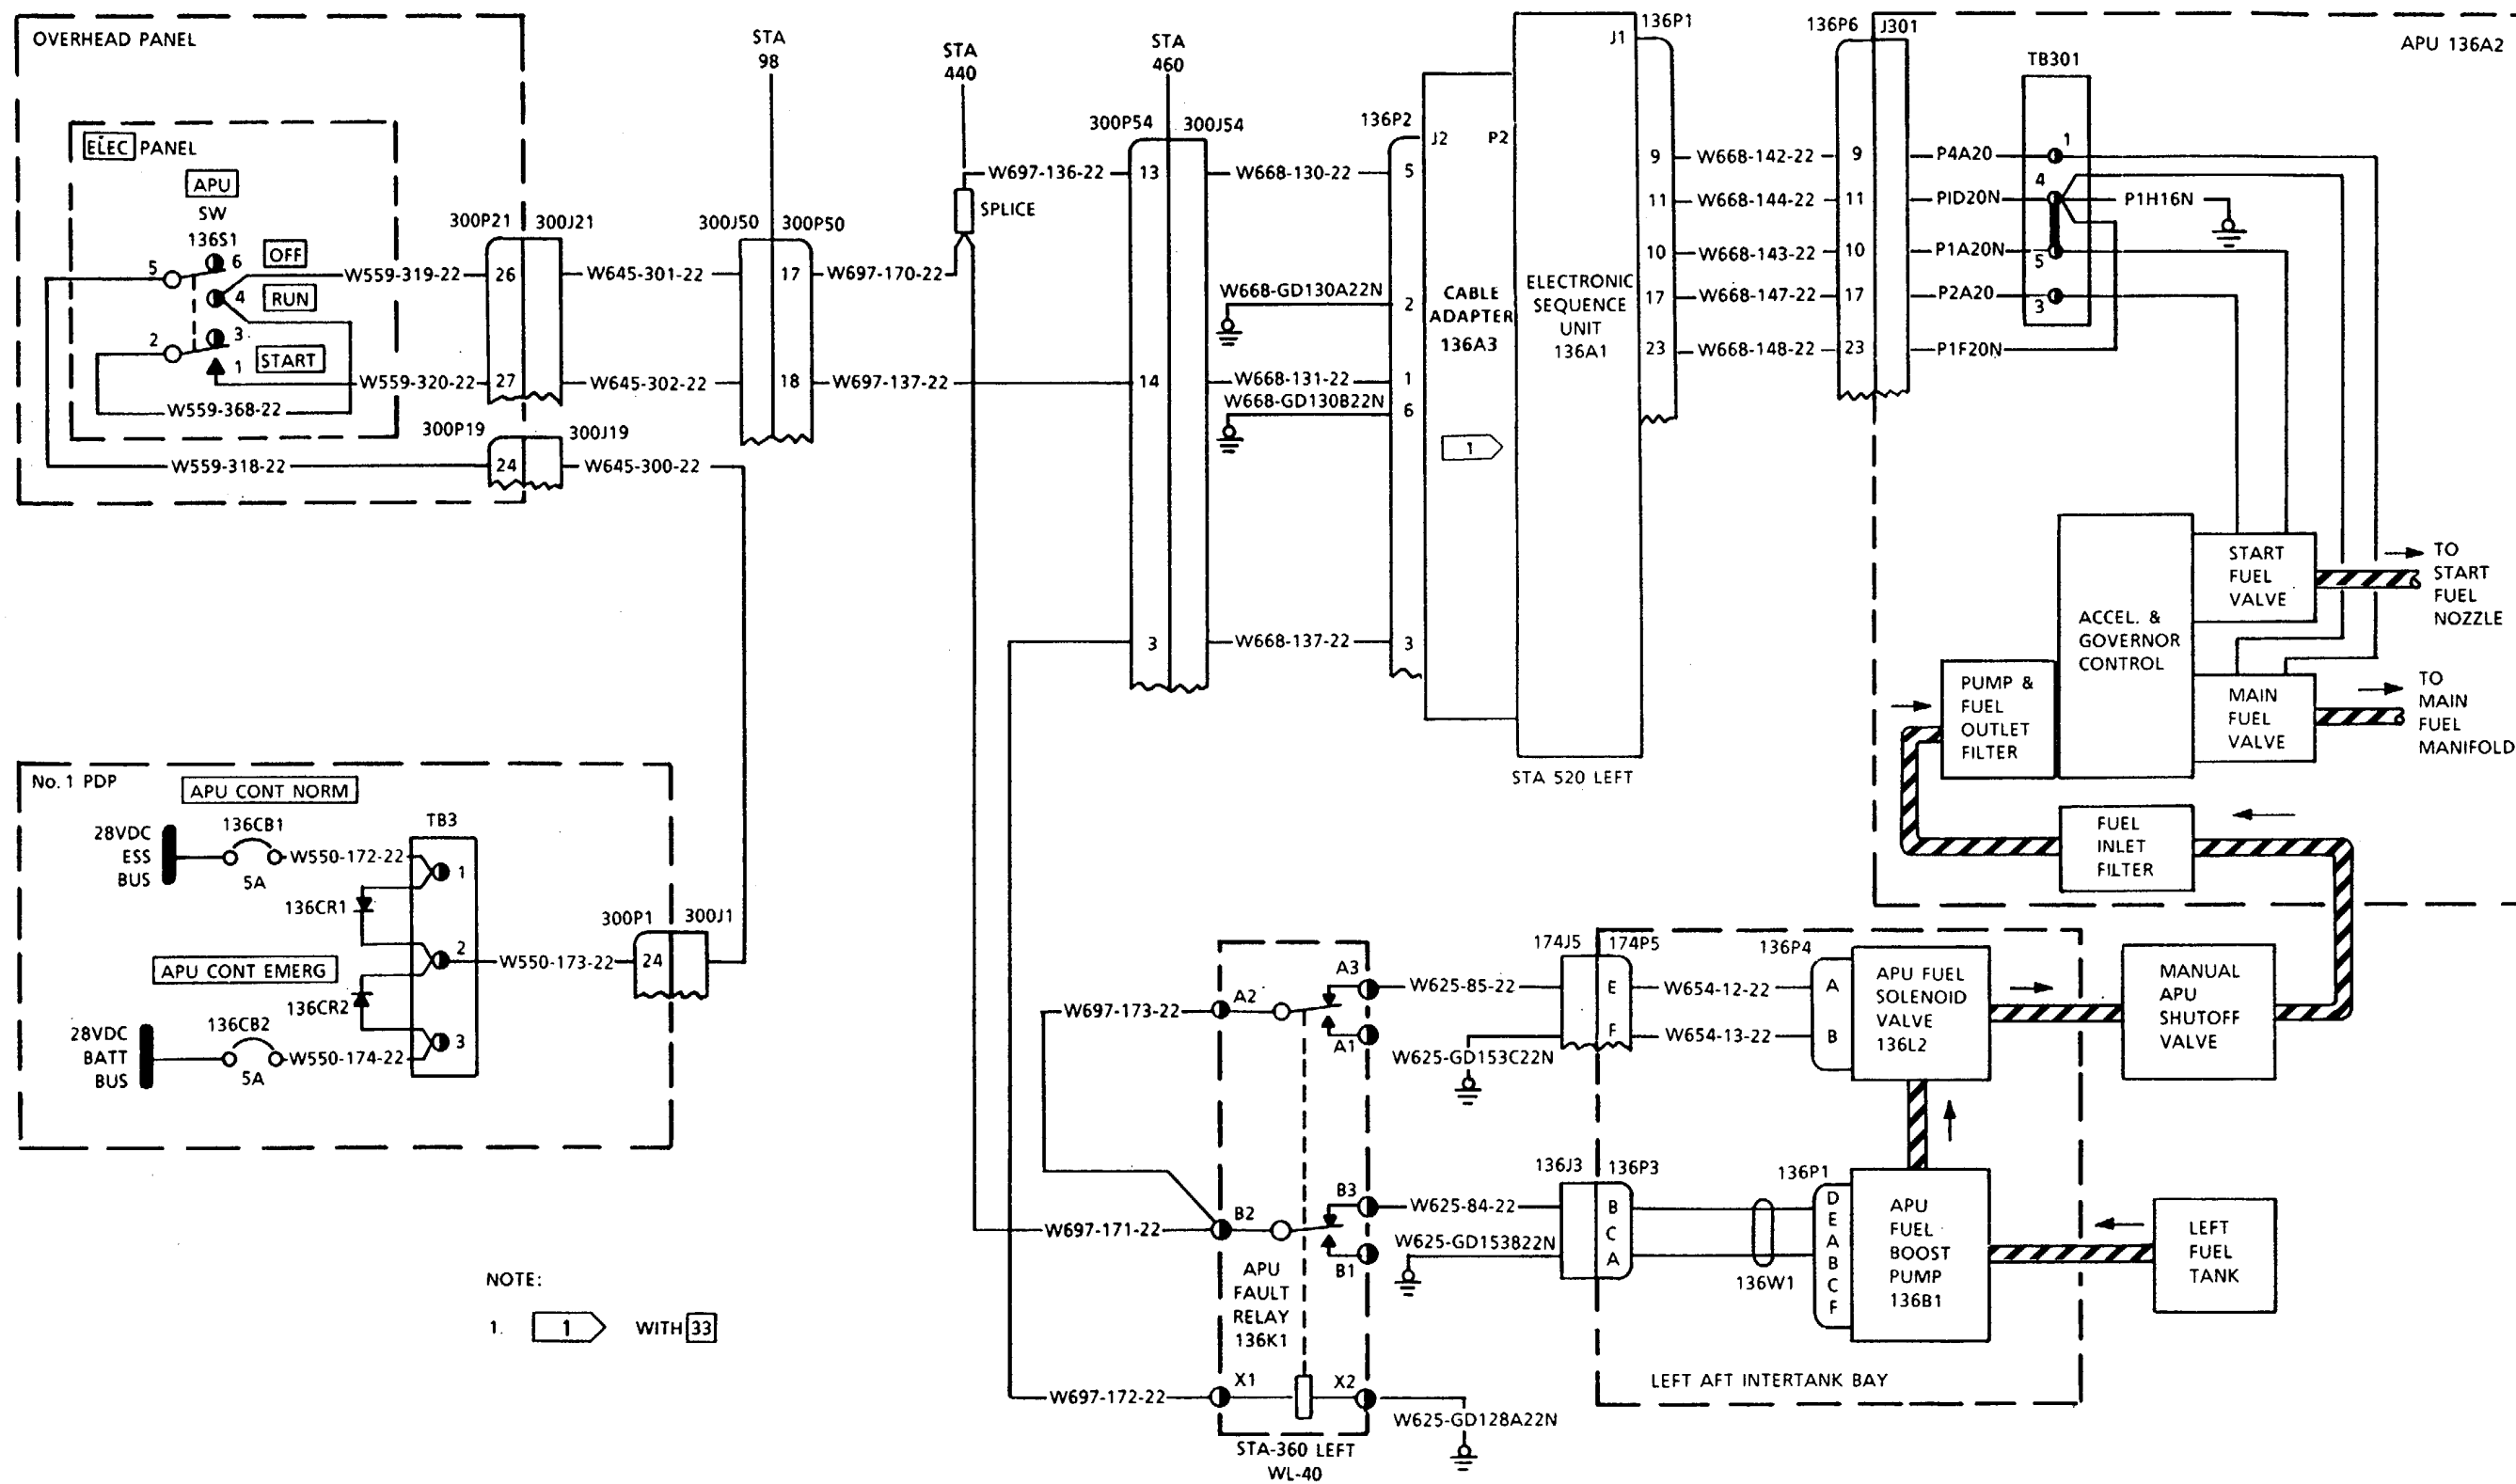 OVERHEAD PANEL
ELEC PANEL
APU
SW
136S1
OFF
RUN
START
5
6
4
3
2
1
W559-319-22
W559-320-22
W559-368-22
W559-318-22
300P21
300J21
26
27
300P19
300J19
24
W645-301-22
W645-302-22
W645-300-22
STA
98
300J50
300P50
17
18
W697-170-22
W697-137-22
STA
440
SPLICE
W697-136-22
STA
460
300P54
300J54
13
14
3
W668-130-22
W668-GD130A22N
W668-131-22
W668-GD130B22N
W668-137-22
136P2
5
2
1
6
3
J2
P2
CABLE
ADAPTER
136A3
1
J1
ELECTRONIC
SEQUENCE
UNIT
136A1
STA 520 LEFT
136P1
9
11
10
17
23
W668-142-22
W668-144-22
W668-143-22
W668-147-22
W668-148-22
136P6
J301
9
11
10
17
23
APU 136A2
P4A20
PID20N
P1A20N
P2A20
P1F20N
TB301
1
4
5
3
P1H16N
START
FUEL
VALVE
TO
START
FUEL
NOZZLE
ACCEL. &
GOVERNOR
CONTROL
PUMP &
FUEL
OUTLET
FILTER
MAIN
FUEL
VALVE
TO
MAIN
FUEL
MANIFOLD
FUEL
INLET
FILTER
No. 1 PDP
APU CONT NORM
28VDC
ESS
BUS
136CB1
5A
W550-172-22
TB3
1
2
3
136CR1
APU CONT EMERG
136CR2
28VDC
BATT
BUS
136CB2
5A
W550-174-22
W550-173-22
300P1
300J1
24
NOTE:
1. 1 WITH 33
W697-173-22
W697-171-22
W697-172-22
A2
A3
A1
B2
B3
B1
APU
FAULT
RELAY
136K1
X1
X2
STA-360 LEFT
WL-40
W625-85-22
W625-GD153C22N
W625-84-22
W625-GD153B22N
W625-GD128A22N
174J5
174P5
E
F
W654-12-22
W654-13-22
136P4
A
B
APU FUEL
SOLENOID
VALVE
136L2
MANUAL
APU
SHUTOFF
VALVE
136J3
136P3
B
C
A
136W1
136P1
D
E
A
B
C
F
APU
FUEL
BOOST
PUMP
136B1
LEFT
FUEL
TANK
LEFT AFT INTERTANK BAY